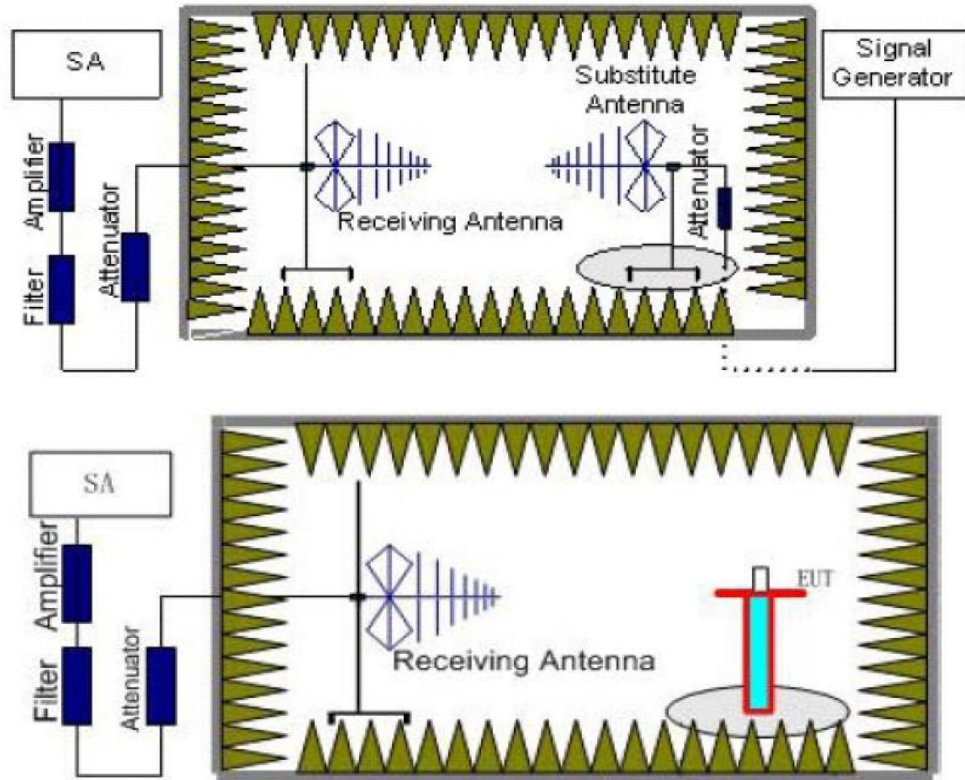 SA
Signal
Generator
Substitute
Antenna
Amplifier
Attenuator
Attenuator
Receiving Antenna
Filter
SA
Amplifier
EUT
Receiving Antenna
Filter
Attenuator